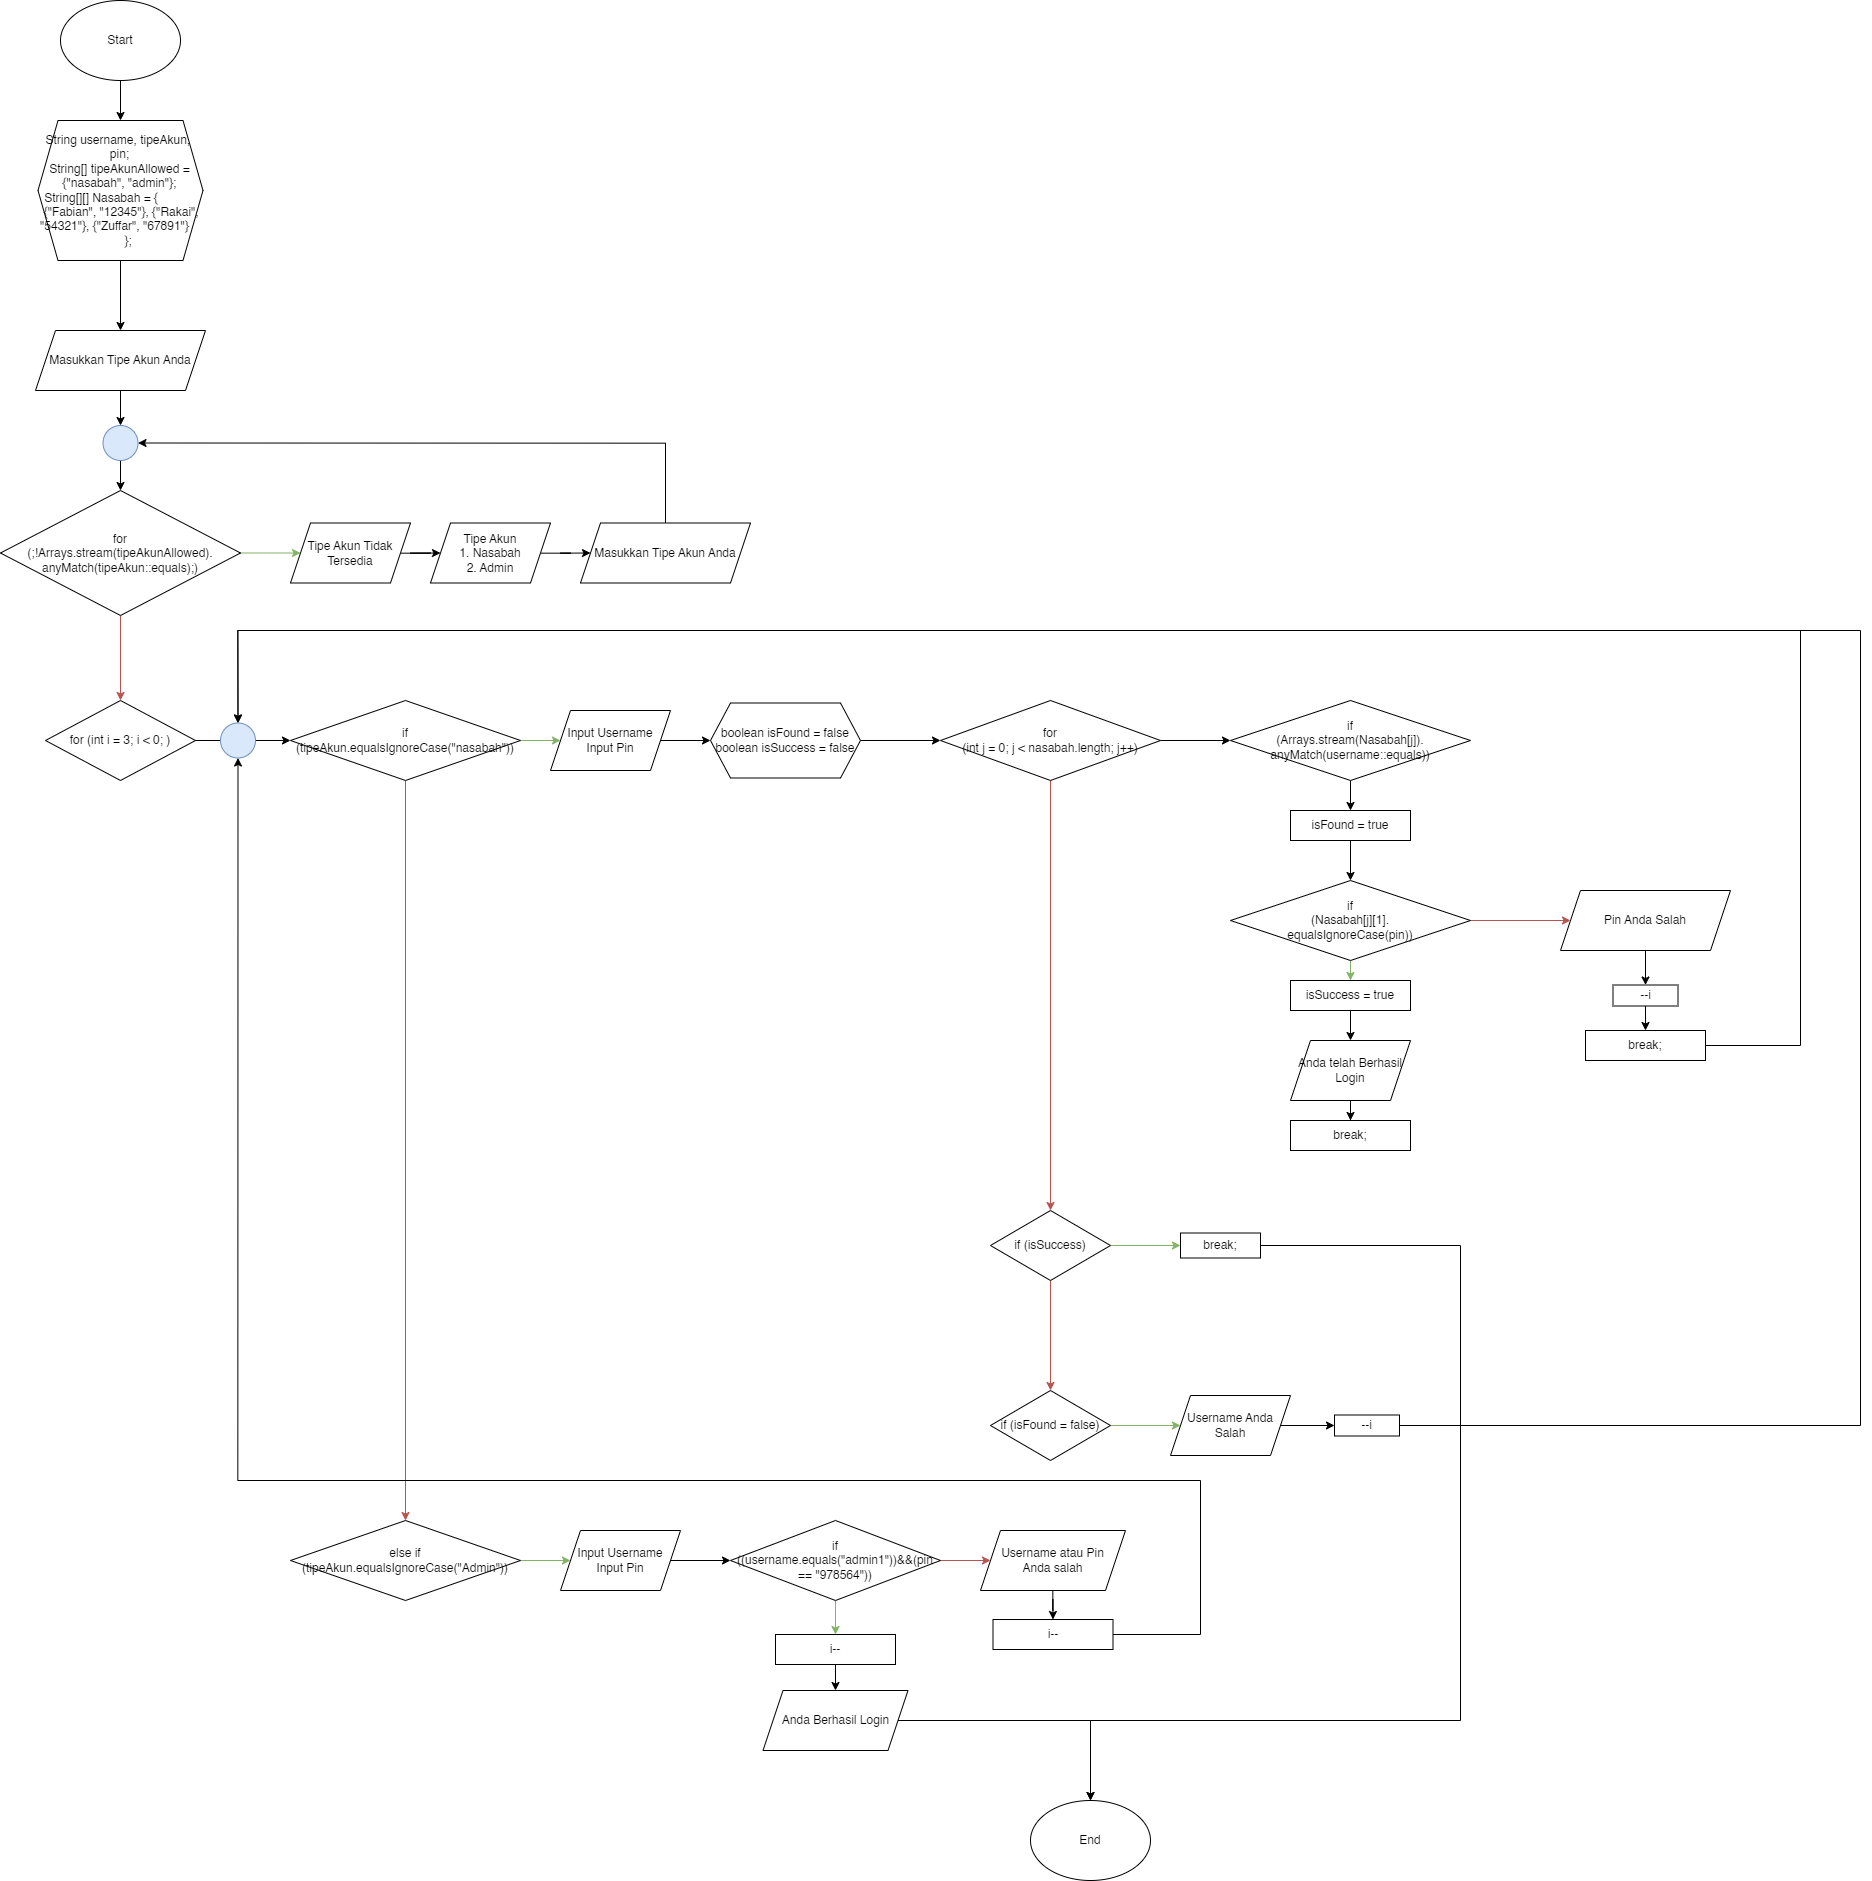 Start
String username, tipeAkun,
pin;
String[] tipeAkunAllowed =
{"nasabah", "admin"};
String[][] Nasabah = {
{"Fabian", "12345"}, {"Rakai",
"54321"}, {"Zuffar", "67891"}
};
Masukkan Tipe Akun Anda
for
(;!Arrays.stream(tipeAkunAllowed).
anyMatch(tipeAkun::equals);)
Tipe Akun Tidak
Tersedia
Tipe Akun
1. Nasabah
2. Admin
Masukkan Tipe Akun Anda
for (int i = 3; i < 0; )
if
(tipeAkun.equalsIgnoreCase("nasabah"))
Input Username
Input Pin
boolean isFound = false
boolean isSuccess = false
for
(int j = 0; j < nasabah.length; j++)
if
(Arrays.stream(Nasabah[j]).
anyMatch(username::equals))
isFound = true
if
(Nasabah[j][1].
equalsIgnoreCase(pin))
Pin Anda Salah
--i
break;
isSuccess = true
Anda telah Berhasil
Login
break;
if (isSuccess)
break;
if (isFound = false)
Username Anda
Salah
--i
else if
(tipeAkun.equalsIgnoreCase("Admin"))
Input Username
Input Pin
if
((username.equals("admin1"))&&(pin
== "978564"))
Username atau Pin
Anda salah
i--
i--
Anda Berhasil Login
End